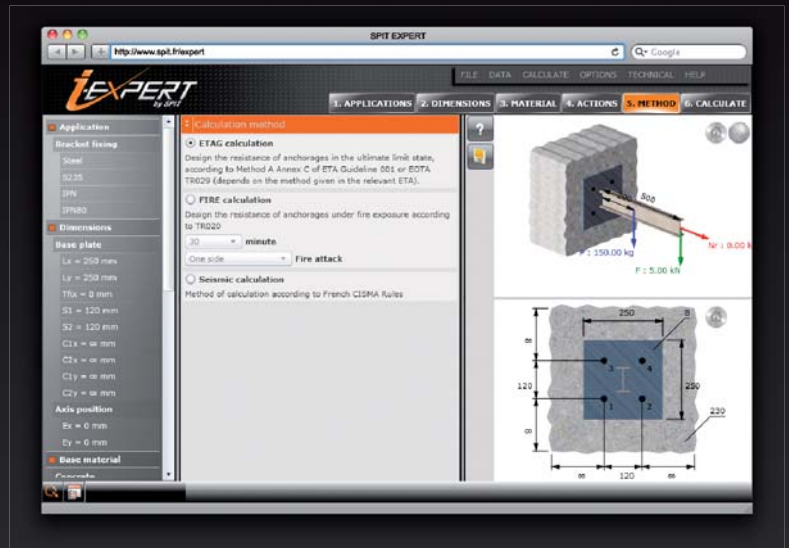 SPIT EXPERT
http://www.spit.fr/iexpert
Google
i-EXPERT
by SPIT
FILE DATA CALCULATE OPTIONS TECHNICAL HELP
1. APPLICATIONS 2. DIMENSIONS 3. MATERIAL 4. ACTIONS 5. METHOD 6. CALCULATE
Application
Bracket fixing
Steel
S235
IPN
IPN80
Dimensions
Base plate
Lx = 250 mm
Ly = 250 mm
Tfix = 0 mm
S1 = 120 mm
S2 = 120 mm
C1x = ∞ mm
C2x = ∞ mm
C1y = ∞ mm
C2y = ∞ mm
Axis position
Ex = 0 mm
Ey = 0 mm
Base material
Concrete
Calculation method
ETAG calculation
Design the resistance of anchorages in the ultimate limit state,
according to Method A Annex C of ETA Guideline 001 or EOTA
TR029 (depends on the method given in the relevant ETA).
FIRE calculation
Design the resistance of anchorages under fire exposure according
to TR020
30 minute
One side Fire attack
Seismic calculation
Method of calculation according to French CISMA Rules
?
500
P : 150.00 kg
Nr : 0.00
F : 5.00 kN
250
8
∞
3 4
120
250
1 2
230
∞
∞ 120 ∞